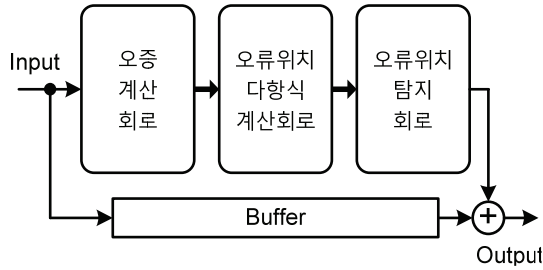 Input
오증
계산
회로
오류위치
다항식
계산회로
오류위치
탐지
회로
Buffer
+
Output